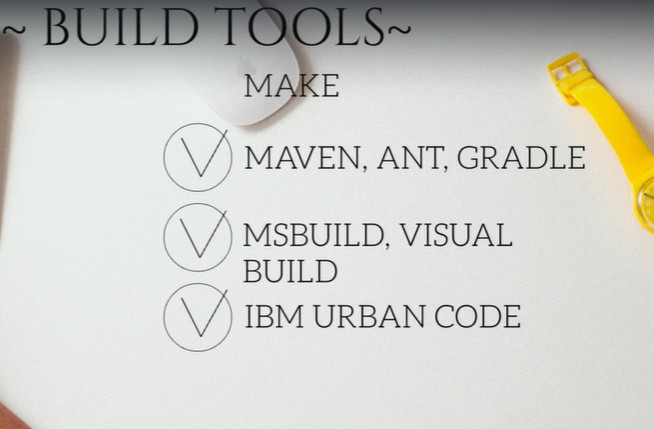 ~ BUILD TOOLS~
MAKE
MAVEN, ANT, GRADLE
MSBUILD, VISUAL
BUILD
IBM URBAN CODE